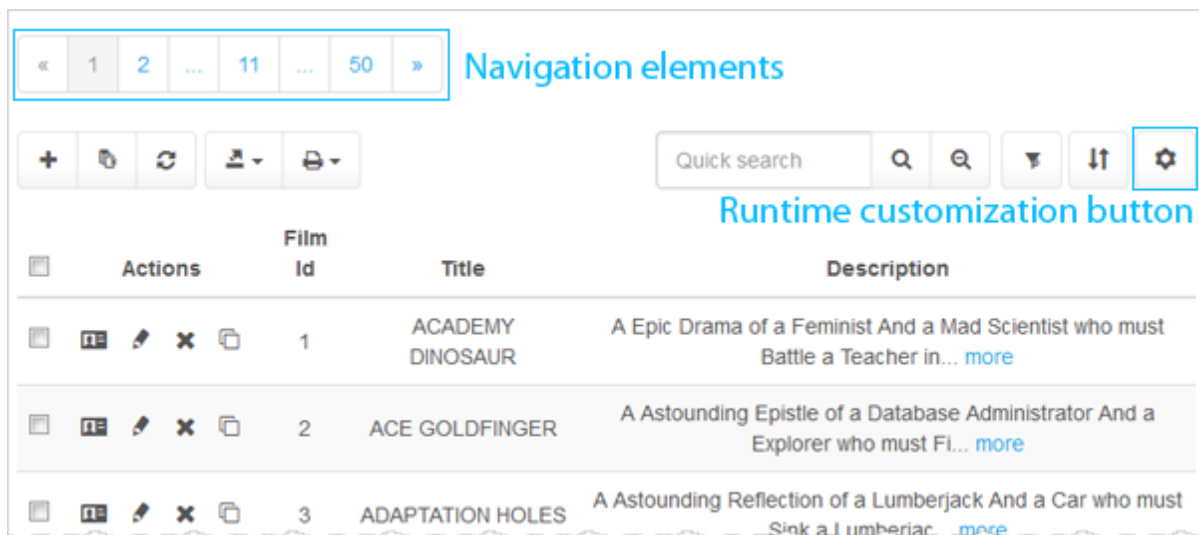 « 1 2 ... 11 ... 50 » Navigation elements
Quick search
Runtime customization button
Film
Actions Id Title Description
1 ACADEMY A Epic Drama of a Feminist And a Mad Scientist who must
DINOSAUR Battle a Teacher in... more
2 ACE GOLDFINGER A Astounding Epistle of a Database Administrator And a
Explorer who must Fi... more
3 ADAPTATION HOLES A Astounding Reflection of a Lumberjack And a Car who must
Sink a Lumberjac... more